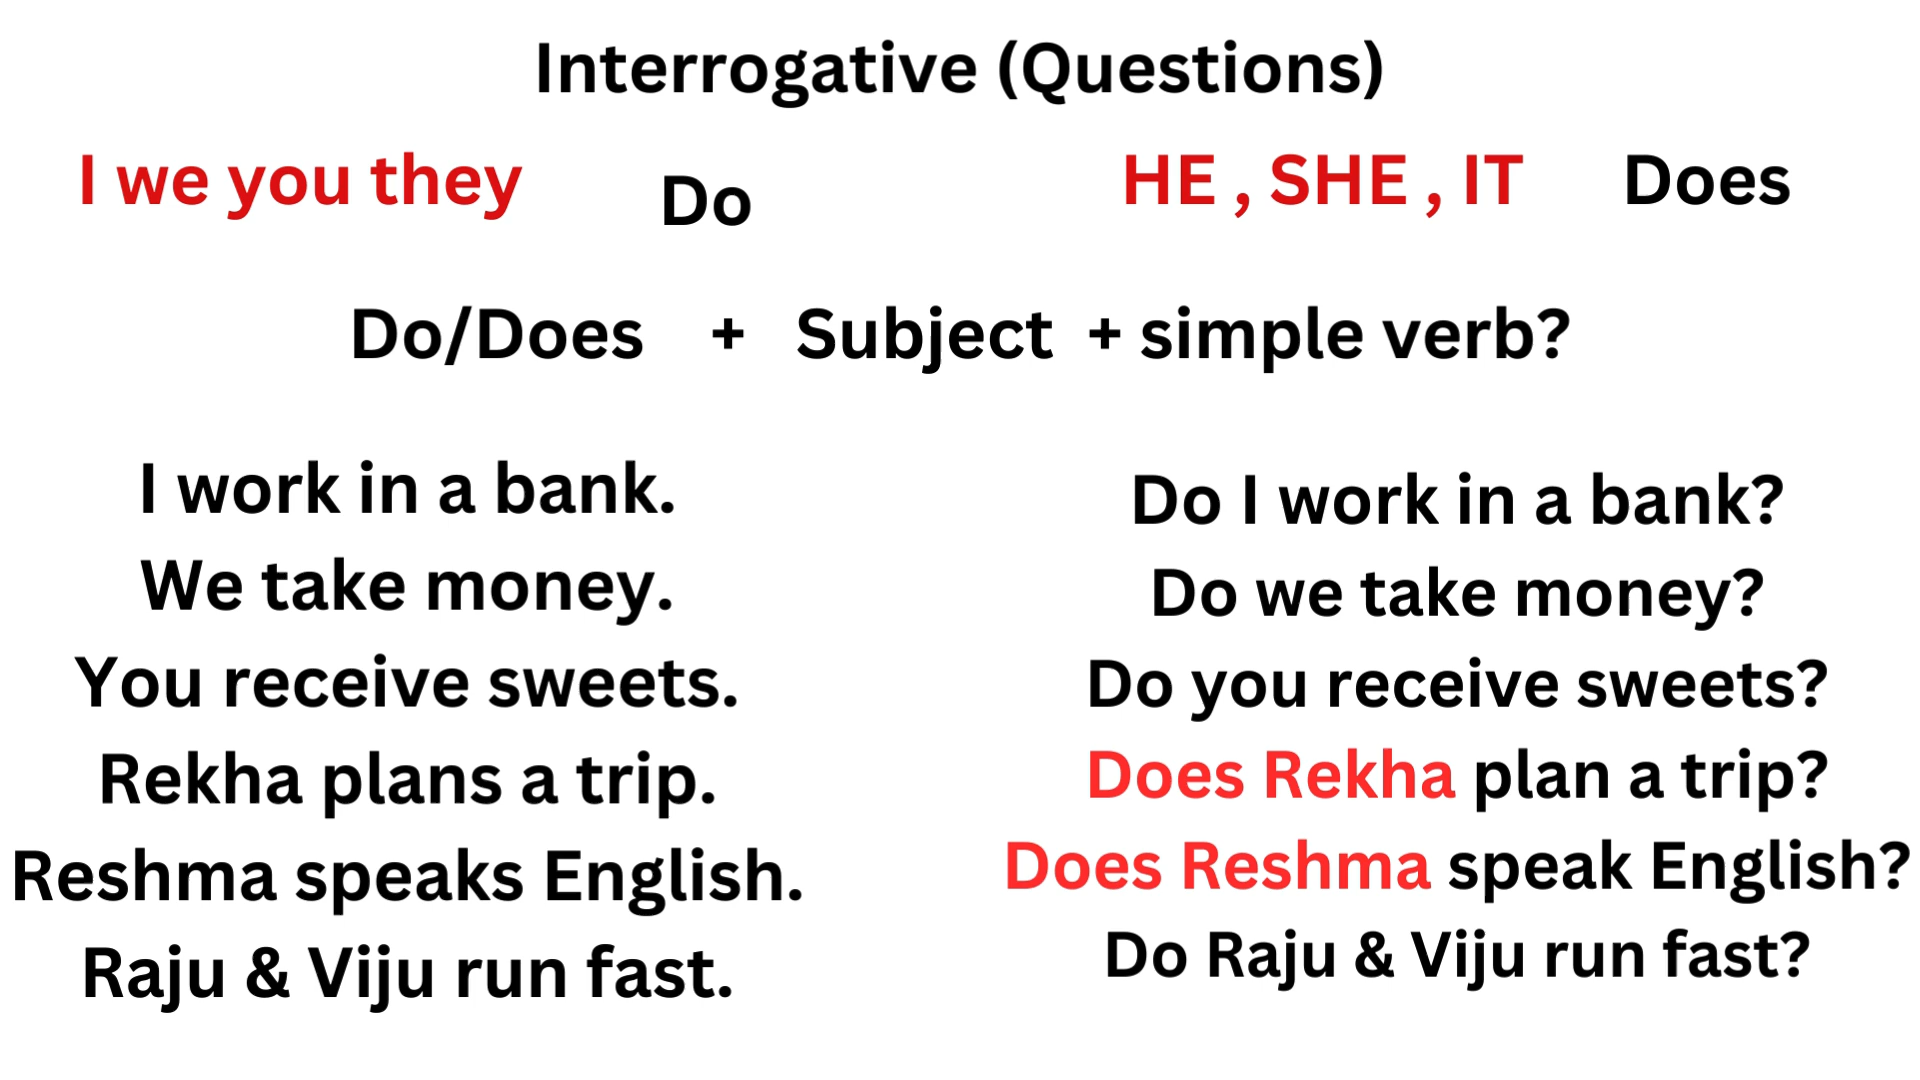 Interrogative (Questions)
I we you they Do HE , SHE , IT Does
Do/Does + Subject + simple verb?
I work in a bank.
We take money.
You receive sweets.
Rekha plans a trip.
Reshma speaks English.
Raju & Viju run fast.
Do I work in a bank?
Do we take money?
Do you receive sweets?
Does Rekha plan a trip?
Does Reshma speak English?
Do Raju & Viju run fast?